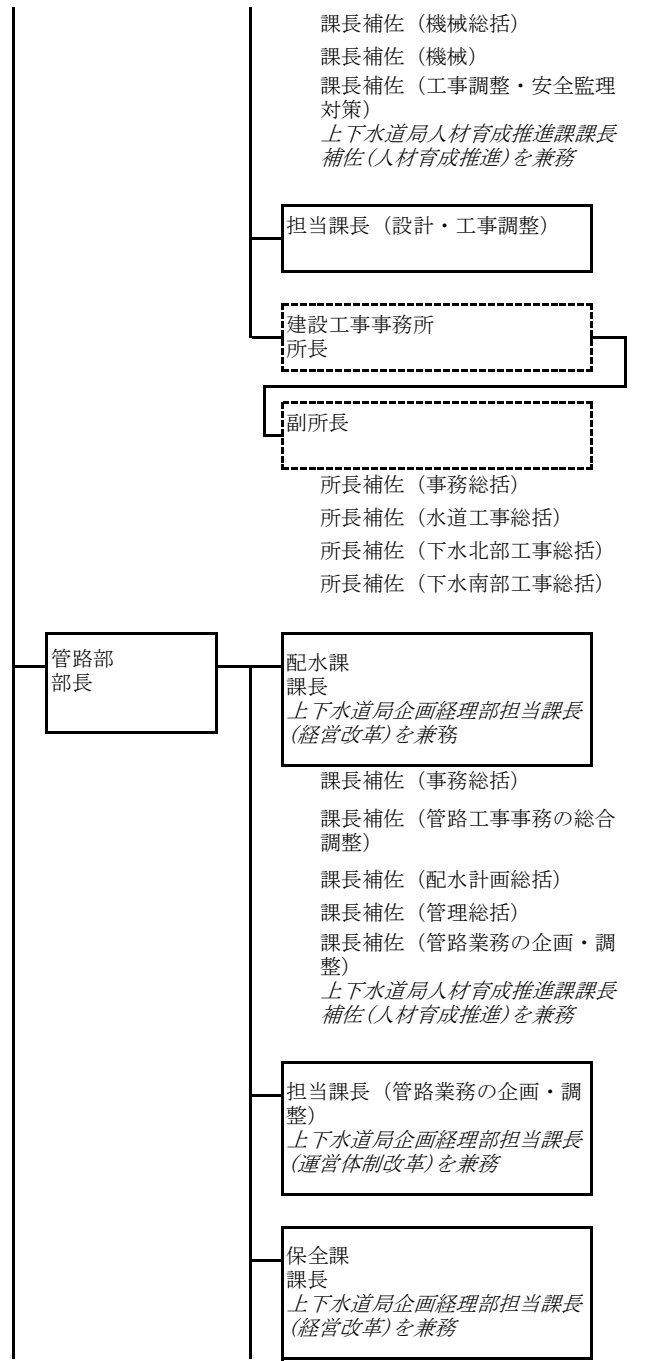 課長補佐（機械総括）
課長補佐（機械）
課長補佐（工事調整・安全監理
対策）
上下水道局人材育成推進課課長
補佐(人材育成推進)を兼務
担当課長（設計・工事調整）
建設工事事務所
所長
副所長
所長補佐（事務総括）
所長補佐（水道工事総括）
所長補佐（下水北部工事総括）
所長補佐（下水南部工事総括）
管路部
部長
配水課
課長
上下水道局企画経理部担当課長
(経営改革)を兼務
課長補佐（事務総括）
課長補佐（管路工事事務の総合
調整）
課長補佐（配水計画総括）
課長補佐（管理総括）
課長補佐（管路業務の企画・調
整）
上下水道局人材育成推進課課長
補佐(人材育成推進)を兼務
担当課長（管路業務の企画・調
整）
上下水道局企画経理部担当課長
(運営体制改革)を兼務
保全課
課長
上下水道局企画経理部担当課長
(経営改革)を兼務